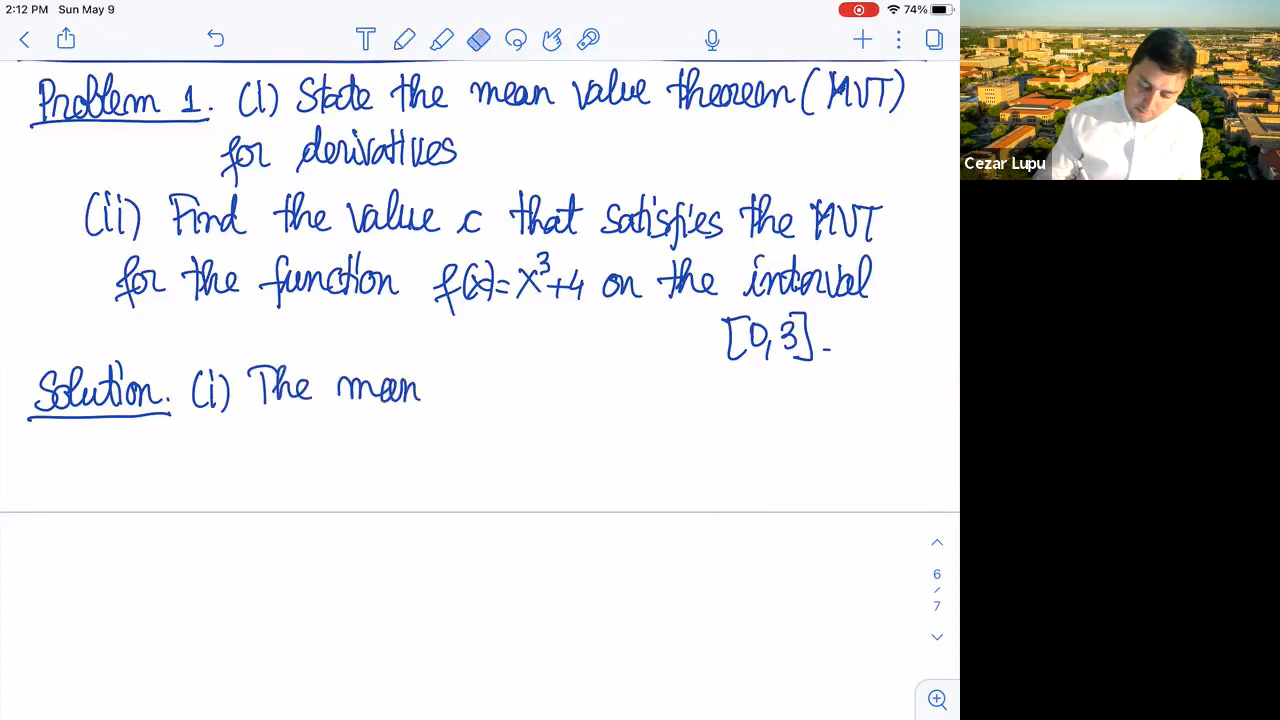 2:12 PM Sun May 9
74%
Problem 1. (i) State the mean value theorem (MVT)
for derivatives
(ii) Find the value c that satisfies the MVT
for the function f(x)=x³+4 on the interval
[0,3].
Solution. (i) The mean
6
/
7
Cezar Lupu